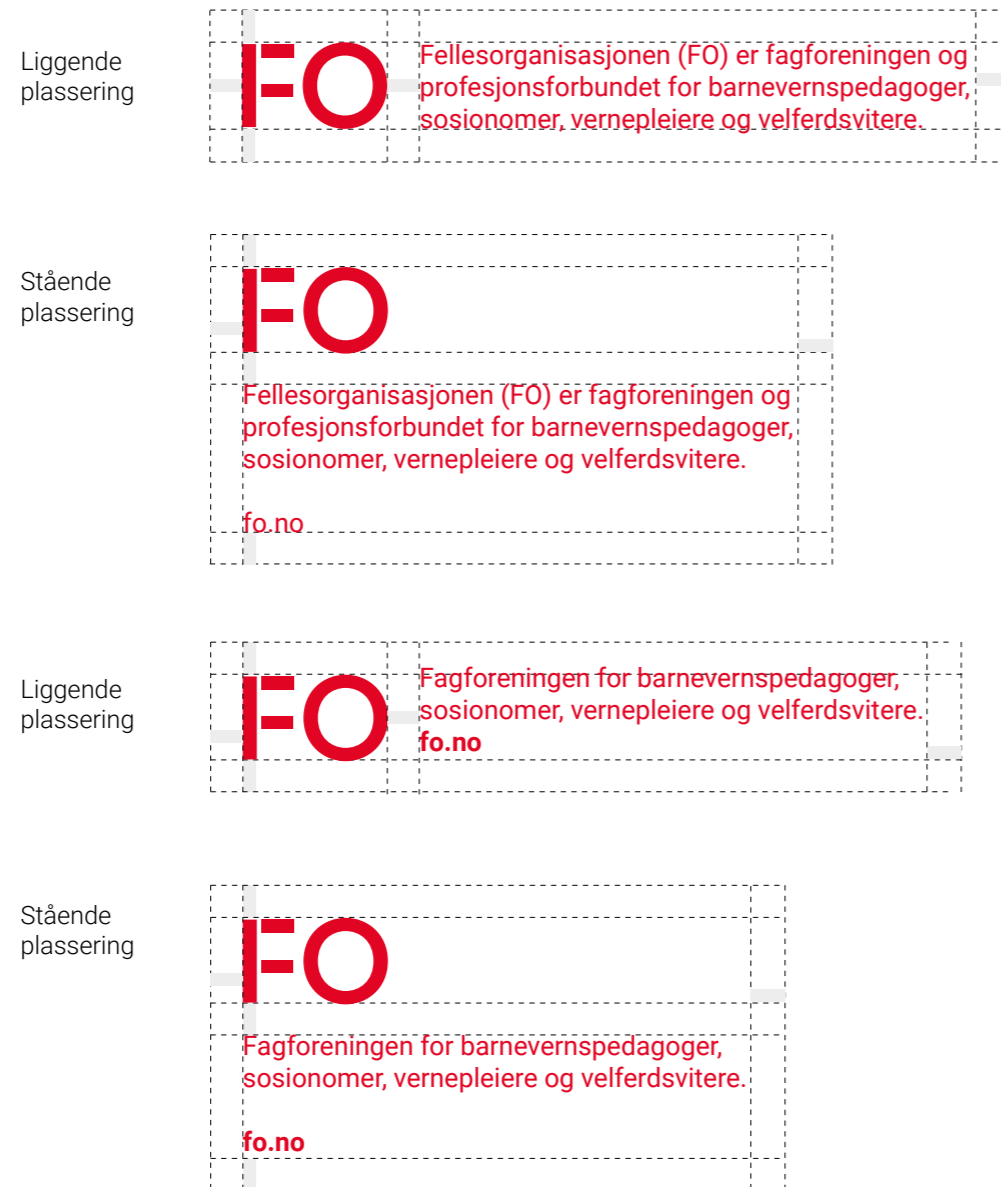 Liggende
plassering
FO
Fellesorganisasjonen (FO) er fagforeningen og
profesjonsforbundet for barnevernspedagoger,
sosionomer, vernepleiere og velferdsvitere.
Stående
plassering
FO
Fellesorganisasjonen (FO) er fagforeningen og
profesjonsforbundet for barnevernspedagoger,
sosionomer, vernepleiere og velferdsvitere.
fo.no
Liggende
plassering
FO
Fagforeningen for barnevernspedagoger,
sosionomer, vernepleiere og velferdsvitere.
fo.no
Stående
plassering
FO
Fagforeningen for barnevernspedagoger,
sosionomer, vernepleiere og velferdsvitere.
fo.no